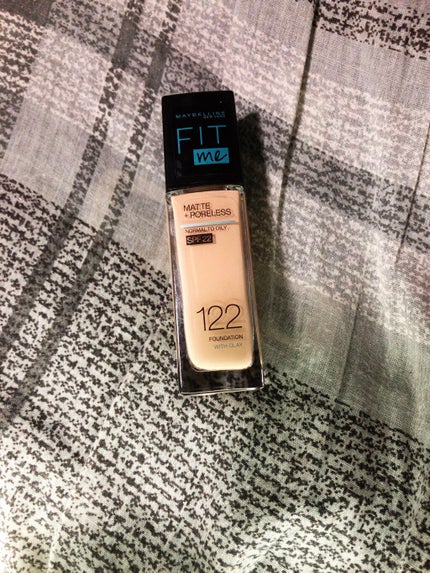 MAYBELLINE
NEW YORK
FIT
me
MATTE
+ PORELESS
NORMAL TO OILY
SPF 22
122
FOUNDATION
WITH CLAY